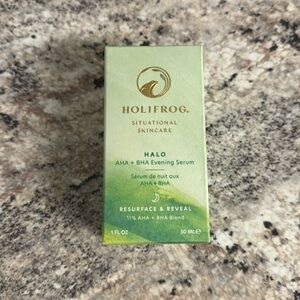 HOLIFROG.
SITUATIONAL
SKINCARE
HALO
AHA + BHA Evening Serum
Sérum de nuit aux
AHA + BHA
RESURFACE & REVEAL
11% AHA + BHA Blend
1 FL OZ 30 ML℮